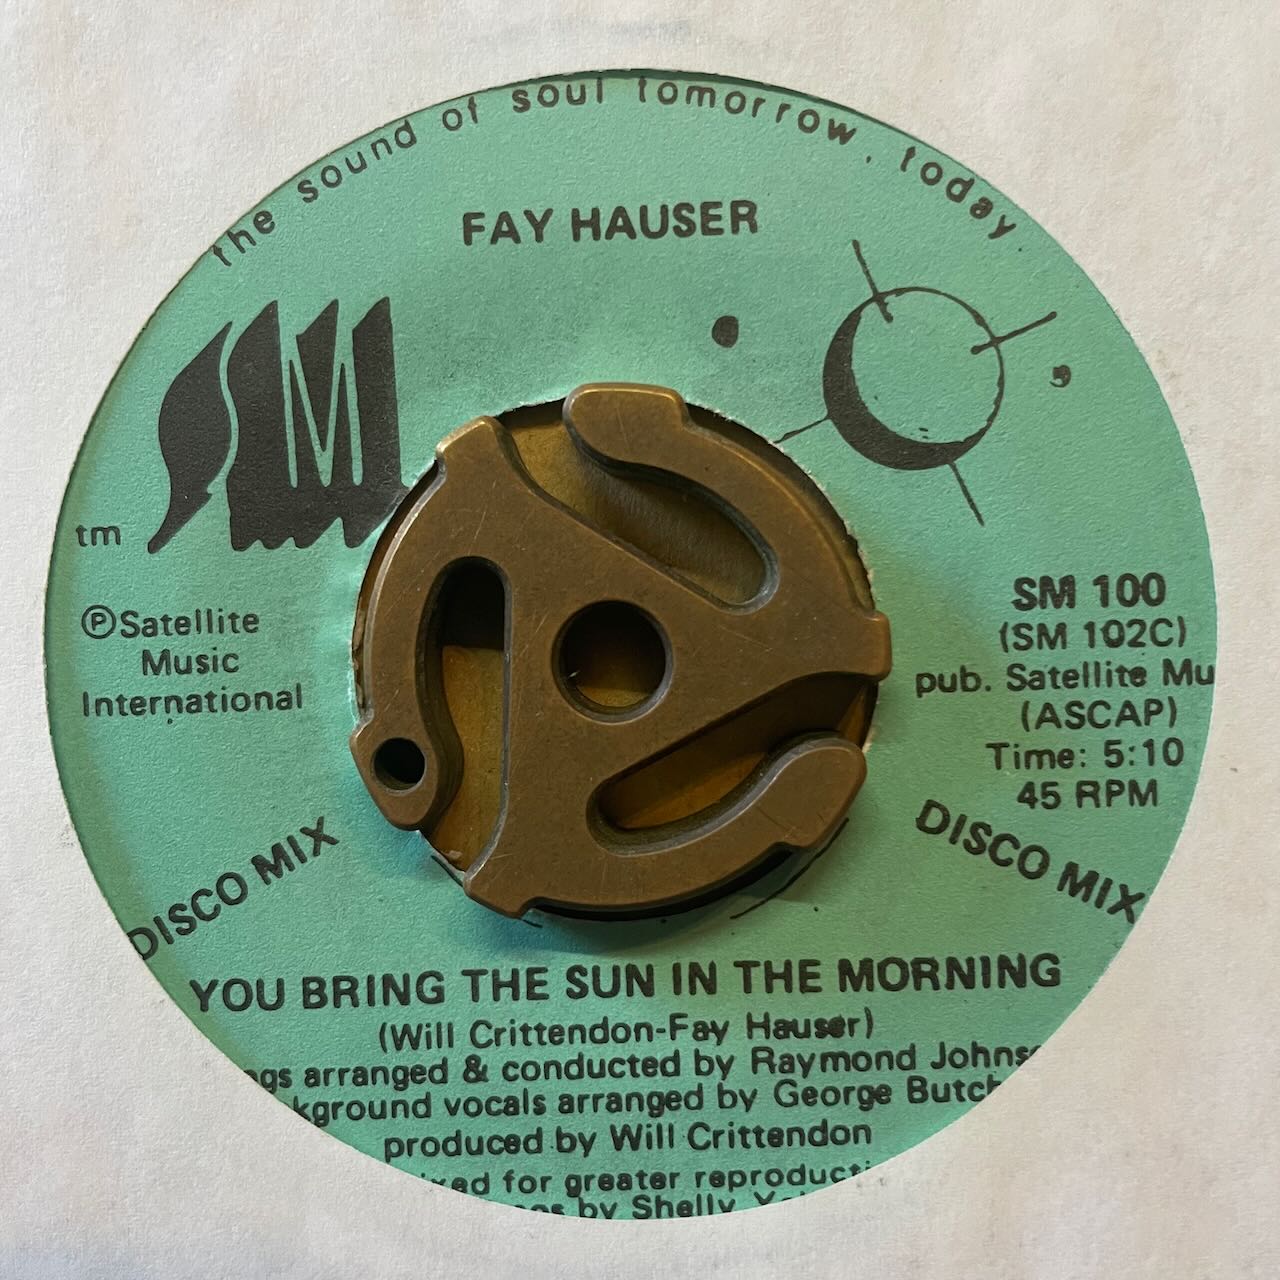 the sound of soul tomorrow. today.
FAY HAUSER
SM
tm
℗Satellite
Music
International
SM 100
(SM 102C)
pub. Satellite Mu
(ASCAP)
Time: 5:10
45 RPM
DISCO MIX
DISCO MIX
YOU BRING THE SUN IN THE MORNING
(Will Crittendon-Fay Hauser)
ngs arranged & conducted by Raymond Johns
kground vocals arranged by George Butch
produced by Will Crittendon
ixed for greater reproducti
by Shelly